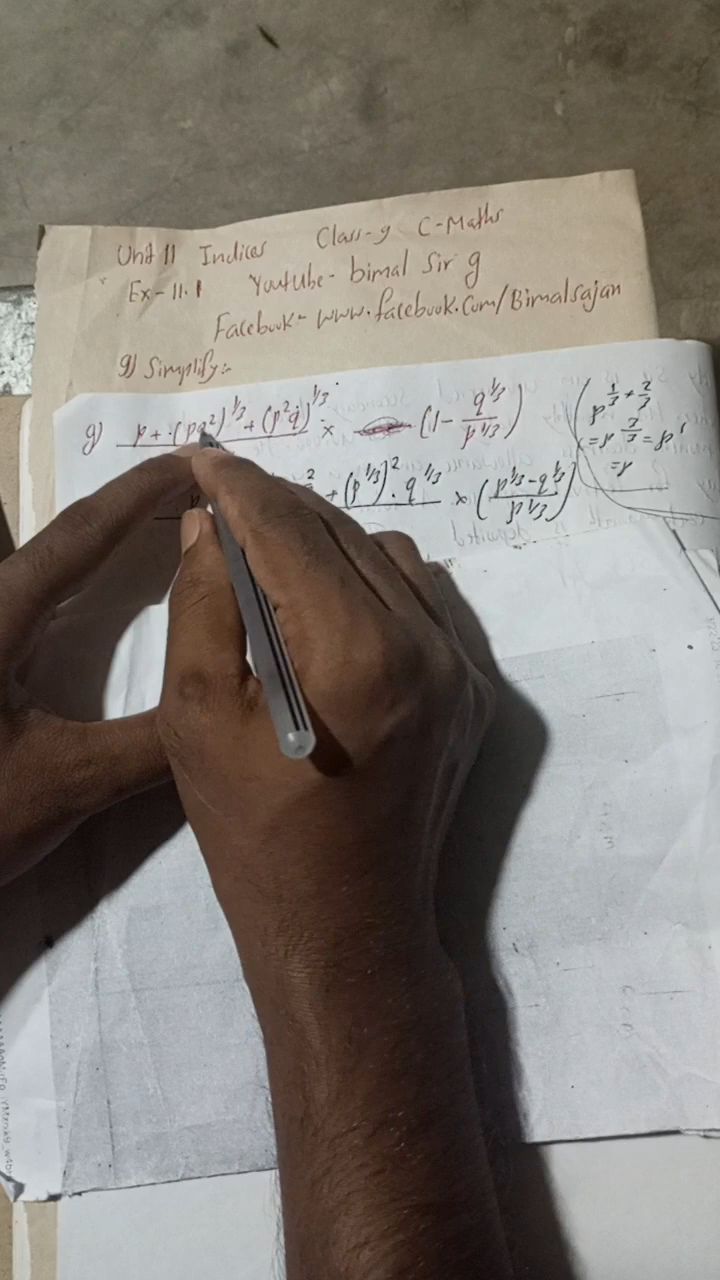 Unit 11 Indices Class-9 C-Maths
Ex-11.1 Youtube- bimal Sir g
Facebook- www.facebook.com/Bimalsajan
9) Simplify:-
g) p + (pq²)^1/3 + (p²q)^1/3 × (1 - q^1/3 / p^1/3)
+ (p^1/3)² . q^1/3 × (p^1/3 - q^1/3 / p^1/3)
p^1/3 + 2/3
= p^3/3 = p¹
= p